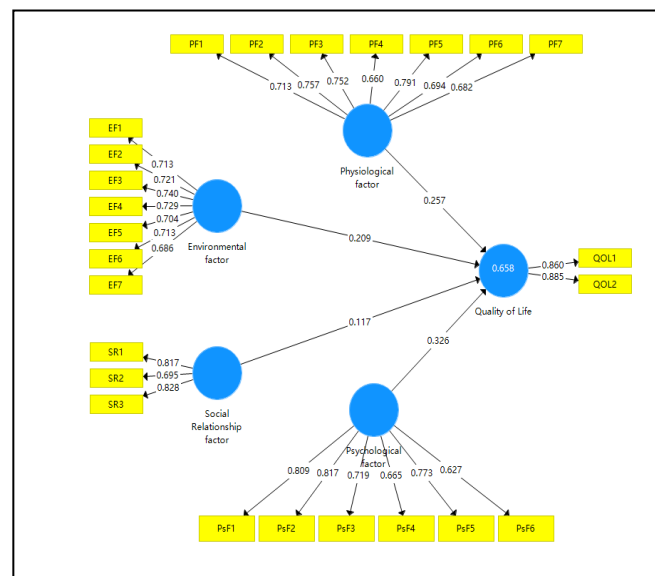 PF1 PF2 PF3 PF4 PF5 PF6 PF7
0.713 0.757 0.752 0.660 0.791 0.694 0.682
Physiological
factor
EF1
EF2
EF3
EF4
EF5
EF6
EF7
0.713
0.721
0.740
0.729
0.704
0.713
0.686
Environmental
factor
0.257
0.209
0.658
Quality of Life
0.860
0.885
QOL1
QOL2
0.117
0.326
SR1
SR2
SR3
0.817
0.695
0.828
Social
Relationship
factor
Psychological
factor
0.809 0.817 0.719 0.665 0.773 0.627
PsF1 PsF2 PsF3 PsF4 PsF5 PsF6